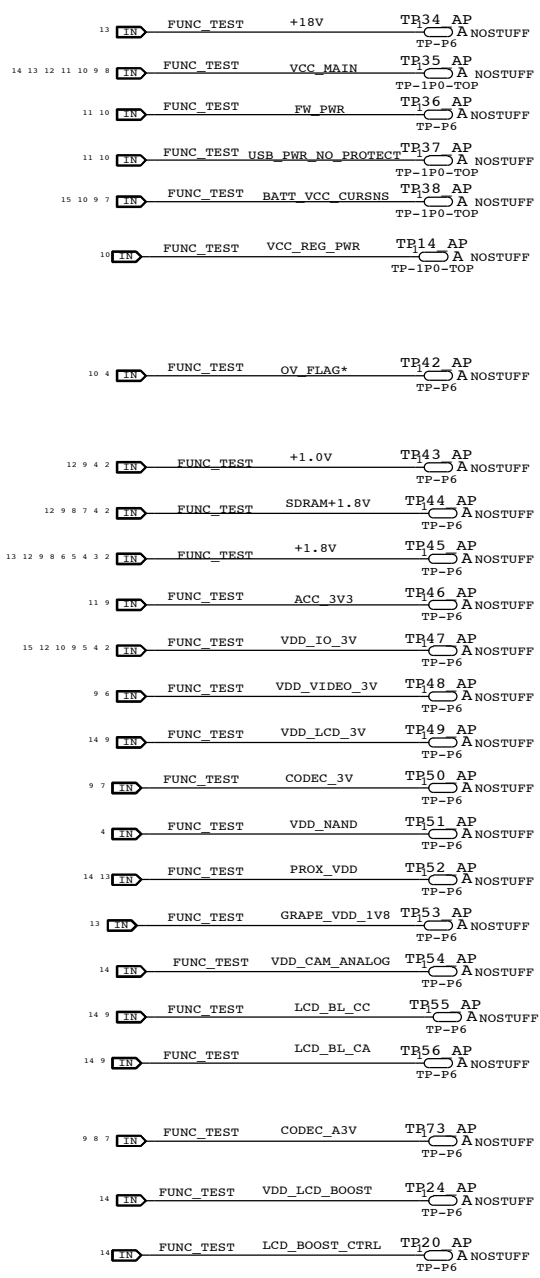 13 IN FUNC_TEST +18V TP34_AP
1 A NOSTUFF
TP-P6
14 13 12 11 10 9 8 IN FUNC_TEST VCC_MAIN TP35_AP
1 A NOSTUFF
TP-1P0-TOP
11 10 IN FUNC_TEST FW_PWR TP36_AP
1 A NOSTUFF
TP-P6
11 10 IN FUNC_TEST USB_PWR_NO_PROTECT TP37_AP
1 A NOSTUFF
TP-1P0-TOP
15 10 9 7 IN FUNC_TEST BATT_VCC_CURSNS TP38_AP
1 A NOSTUFF
TP-1P0-TOP
10 IN FUNC_TEST VCC_REG_PWR TP14_AP
1 A NOSTUFF
TP-1P0-TOP
10 4 IN FUNC_TEST OV_FLAG* TP42_AP
1 A NOSTUFF
TP-P6
12 9 4 2 IN FUNC_TEST +1.0V TP43_AP
1 A NOSTUFF
TP-P6
12 9 8 7 4 2 IN FUNC_TEST SDRAM+1.8V TP44_AP
1 A NOSTUFF
TP-P6
13 12 9 8 6 5 4 3 2 IN FUNC_TEST +1.8V TP45_AP
1 A NOSTUFF
TP-P6
11 9 IN FUNC_TEST ACC_3V3 TP46_AP
1 A NOSTUFF
TP-P6
15 12 10 9 5 4 2 IN FUNC_TEST VDD_IO_3V TP47_AP
1 A NOSTUFF
TP-P6
9 6 IN FUNC_TEST VDD_VIDEO_3V TP48_AP
1 A NOSTUFF
TP-P6
14 9 IN FUNC_TEST VDD_LCD_3V TP49_AP
1 A NOSTUFF
TP-P6
9 7 IN FUNC_TEST CODEC_3V TP50_AP
1 A NOSTUFF
TP-P6
4 IN FUNC_TEST VDD_NAND TP51_AP
1 A NOSTUFF
TP-P6
14 13 IN FUNC_TEST PROX_VDD TP52_AP
1 A NOSTUFF
TP-P6
13 IN FUNC_TEST GRAPE_VDD_1V8 TP53_AP
1 A NOSTUFF
TP-P6
14 IN FUNC_TEST VDD_CAM_ANALOG TP54_AP
1 A NOSTUFF
TP-P6
14 9 IN FUNC_TEST LCD_BL_CC TP55_AP
1 A NOSTUFF
TP-P6
14 9 IN FUNC_TEST LCD_BL_CA TP56_AP
1 A NOSTUFF
TP-P6
9 8 7 IN FUNC_TEST CODEC_A3V TP73_AP
1 A NOSTUFF
TP-P6
14 IN FUNC_TEST VDD_LCD_BOOST TP24_AP
1 A NOSTUFF
TP-P6
14 IN FUNC_TEST LCD_BOOST_CTRL TP20_AP
1 A NOSTUFF
TP-P6